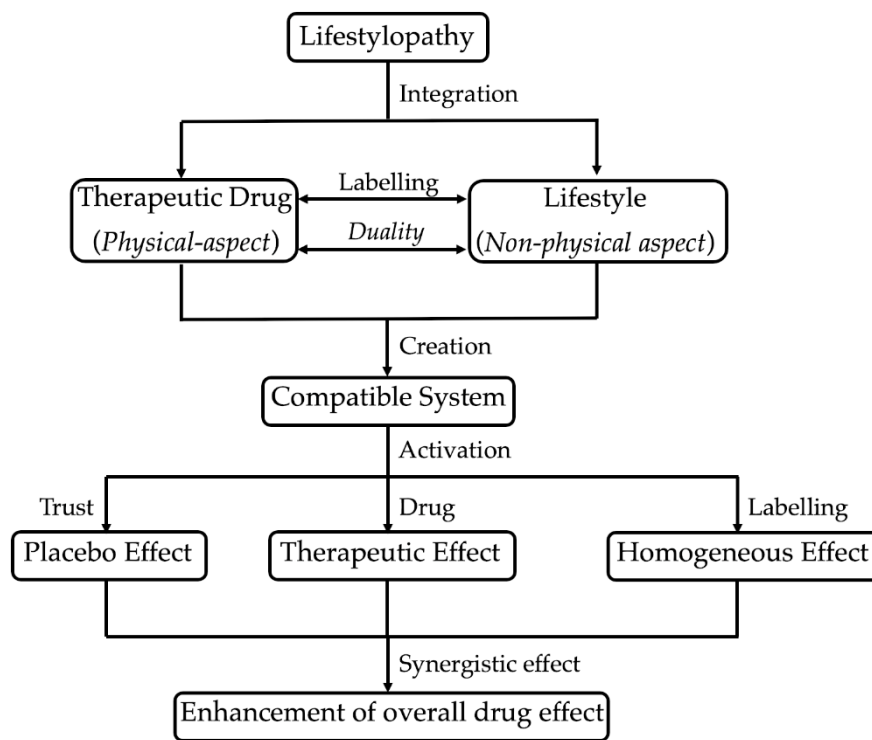 Lifestylopathy
Integration
Therapeutic Drug
(Physical-aspect)
Labelling
Duality
Lifestyle
(Non-physical aspect)
Creation
Compatible System
Activation
Trust
Drug
Labelling
Placebo Effect
Therapeutic Effect
Homogeneous Effect
Synergistic effect
Enhancement of overall drug effect